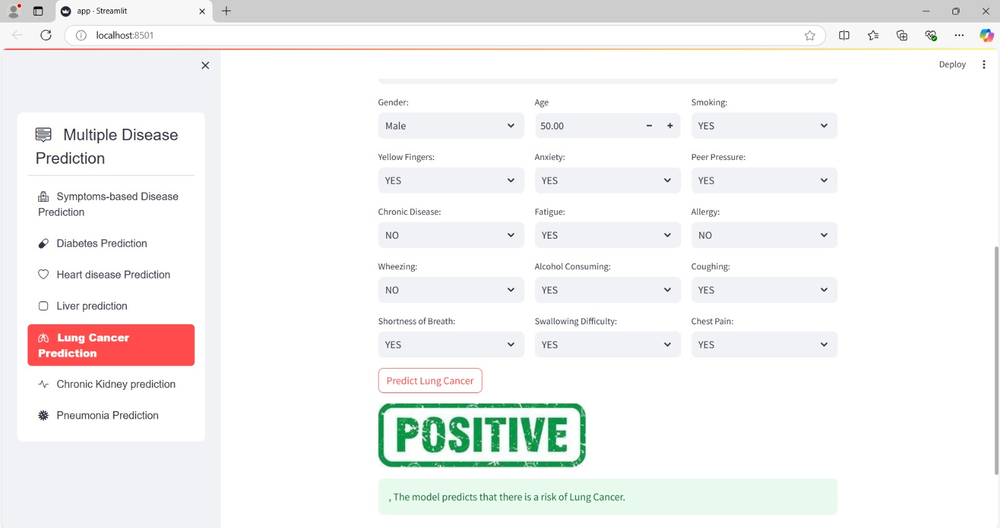 app · Streamlit
localhost:8501
Deploy
Multiple Disease
Prediction
Symptoms-based Disease
Prediction
Diabetes Prediction
Heart disease Prediction
Liver prediction
Lung Cancer
Prediction
Chronic Kidney prediction
Pneumonia Prediction
Gender: Age Smoking:
Male 50.00 YES
Yellow Fingers: Anxiety: Peer Pressure:
YES YES YES
Chronic Disease: Fatigue: Allergy:
NO YES NO
Wheezing: Alcohol Consuming: Coughing:
NO YES YES
Shortness of Breath: Swallowing Difficulty: Chest Pain:
YES YES YES
Predict Lung Cancer
POSITIVE
, The model predicts that there is a risk of Lung Cancer.